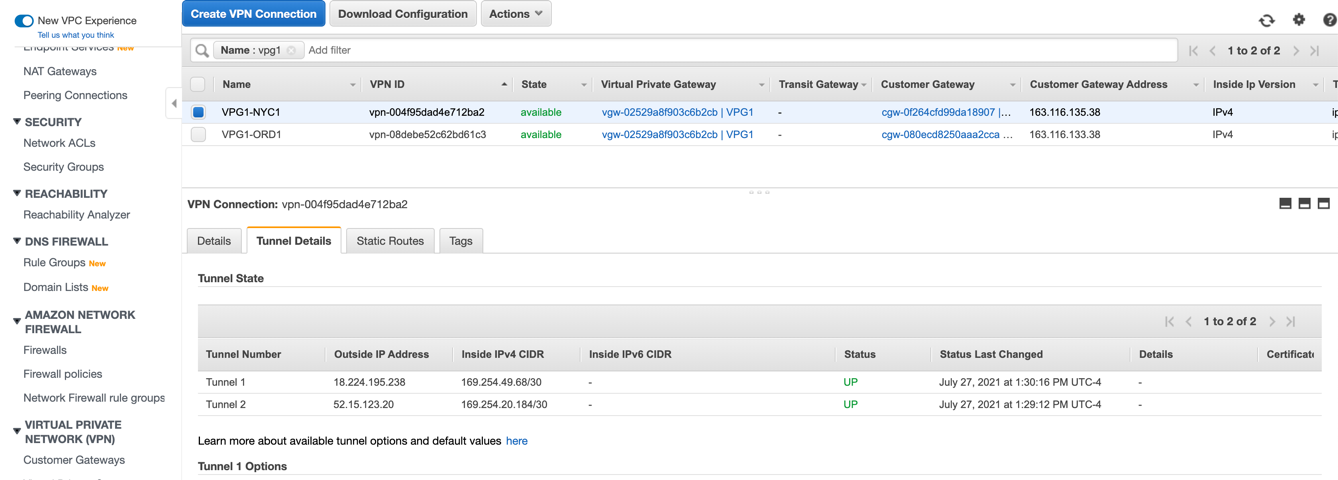 New VPC Experience
Tell us what you think
Endpoint Services New
NAT Gateways
Peering Connections
SECURITY
Network ACLs
Security Groups
REACHABILITY
Reachability Analyzer
DNS FIREWALL
Rule Groups New
Domain Lists New
AMAZON NETWORK
FIREWALL
Firewalls
Firewall policies
Network Firewall rule groups
VIRTUAL PRIVATE
NETWORK (VPN)
Customer Gateways
Create VPN Connection Download Configuration Actions
Name : vpg1 Add filter 1 to 2 of 2
Name VPN ID State Virtual Private Gateway Transit Gateway Customer Gateway Customer Gateway Address Inside Ip Version T
VPG1-NYC1 vpn-004f95dad4e712ba2 available vgw-02529a8f903c6b2cb | VPG1 - cgw-0f264cfd99da18907 |... 163.116.135.38 IPv4 ip
VPG1-ORD1 vpn-08debe52c62bd61c3 available vgw-02529a8f903c6b2cb | VPG1 - cgw-080ecd8250aaa2cca ... 163.116.133.38 IPv4 ip
VPN Connection: vpn-004f95dad4e712ba2
Details Tunnel Details Static Routes Tags
Tunnel State
1 to 2 of 2
Tunnel Number Outside IP Address Inside IPv4 CIDR Inside IPv6 CIDR Status Status Last Changed Details Certificate
Tunnel 1 18.224.195.238 169.254.49.68/30 - UP July 27, 2021 at 1:30:16 PM UTC-4 -
Tunnel 2 52.15.123.20 169.254.20.184/30 - UP July 27, 2021 at 1:29:12 PM UTC-4 -
Learn more about available tunnel options and default values here
Tunnel 1 Options